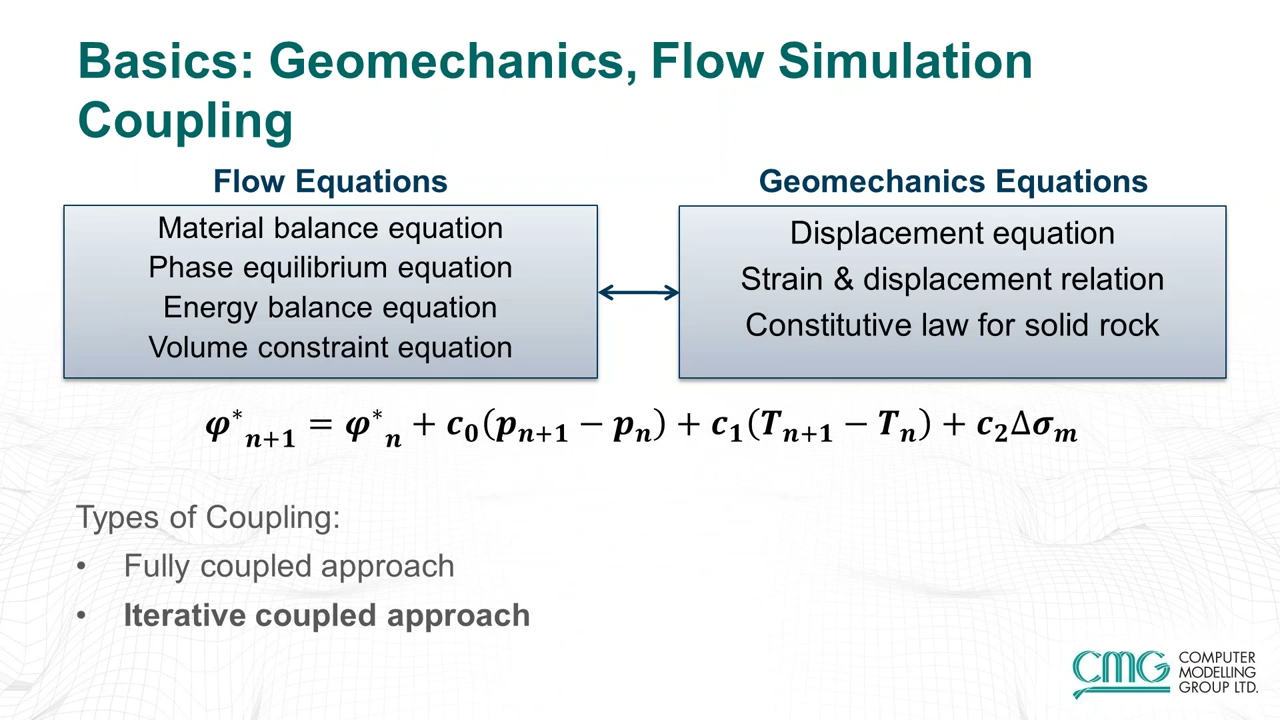 Basics: Geomechanics, Flow Simulation
Coupling
Flow Equations
Material balance equation
Phase equilibrium equation
Energy balance equation
Volume constraint equation
Geomechanics Equations
Displacement equation
Strain & displacement relation
Constitutive law for solid rock
φ*ₙ₊₁ = φ*ₙ + c₀(pₙ₊₁ − pₙ) + c₁(Tₙ₊₁ − Tₙ) + c₂Δσₘ
Types of Coupling:
• Fully coupled approach
• Iterative coupled approach
CMG
COMPUTER
MODELLING
GROUP LTD.